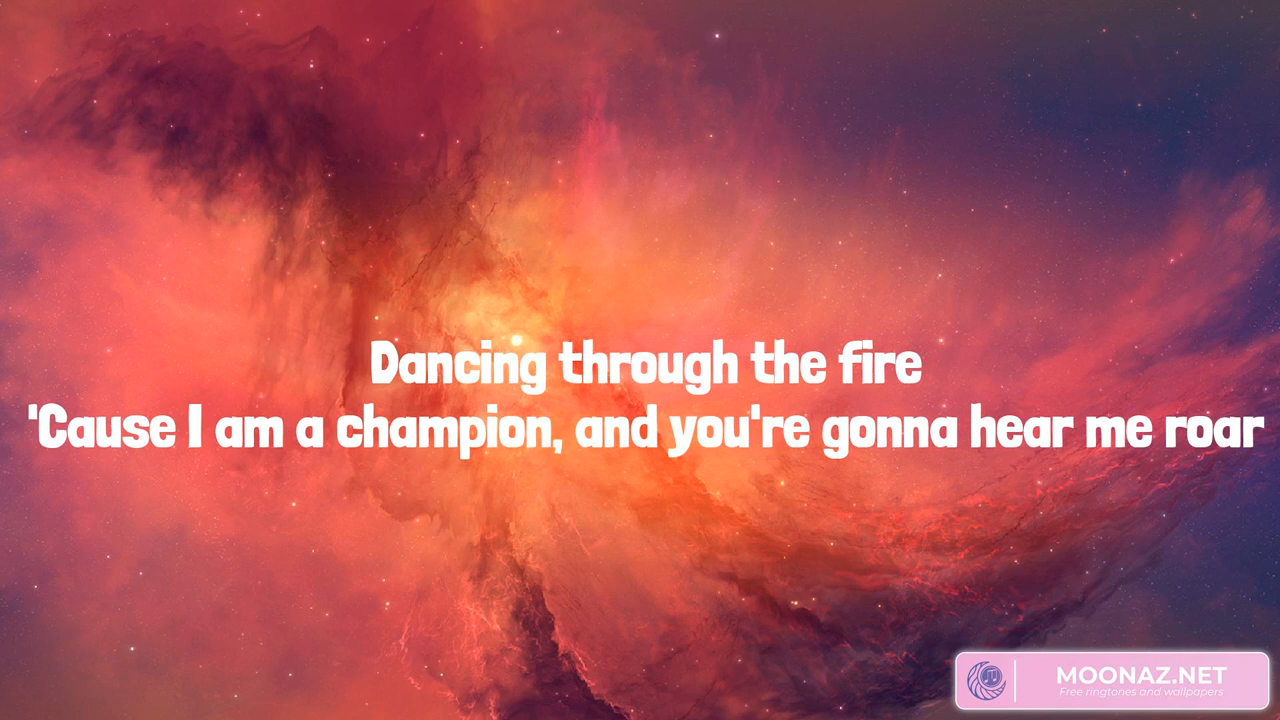 Dancing through the fire
'Cause I am a champion, and you're gonna hear me roar
MOONAZ.NET
Free ringtones and wallpapers